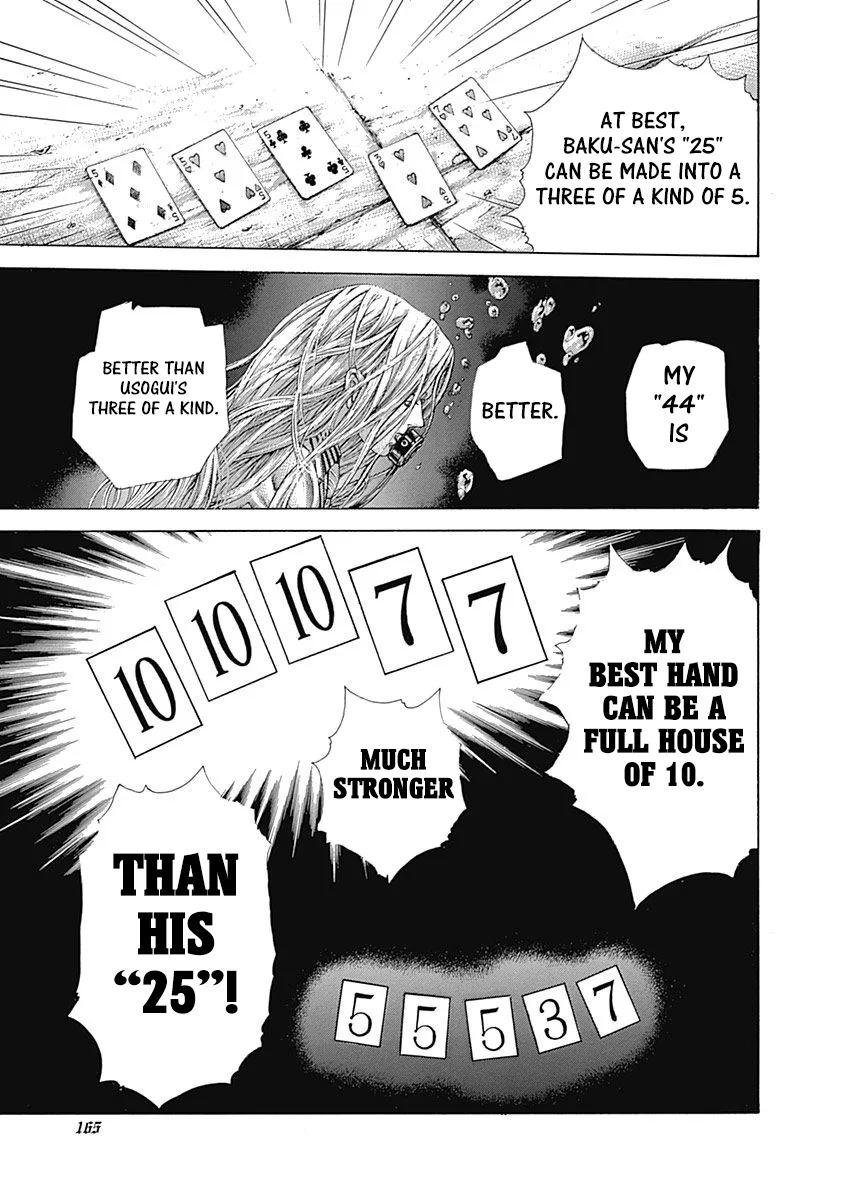 AT BEST,
BAKU-SAN'S "25"
CAN BE MADE INTO A
THREE OF A KIND OF 5.
MY
"44"
IS
BETTER.
BETTER THAN
USOGUI'S
THREE OF A KIND.
10 10 10 7 7
MY
BEST HAND
CAN BE A
FULL HOUSE
OF 10.
MUCH
STRONGER
THAN
HIS
“25”!
5 5 5 3 7
165